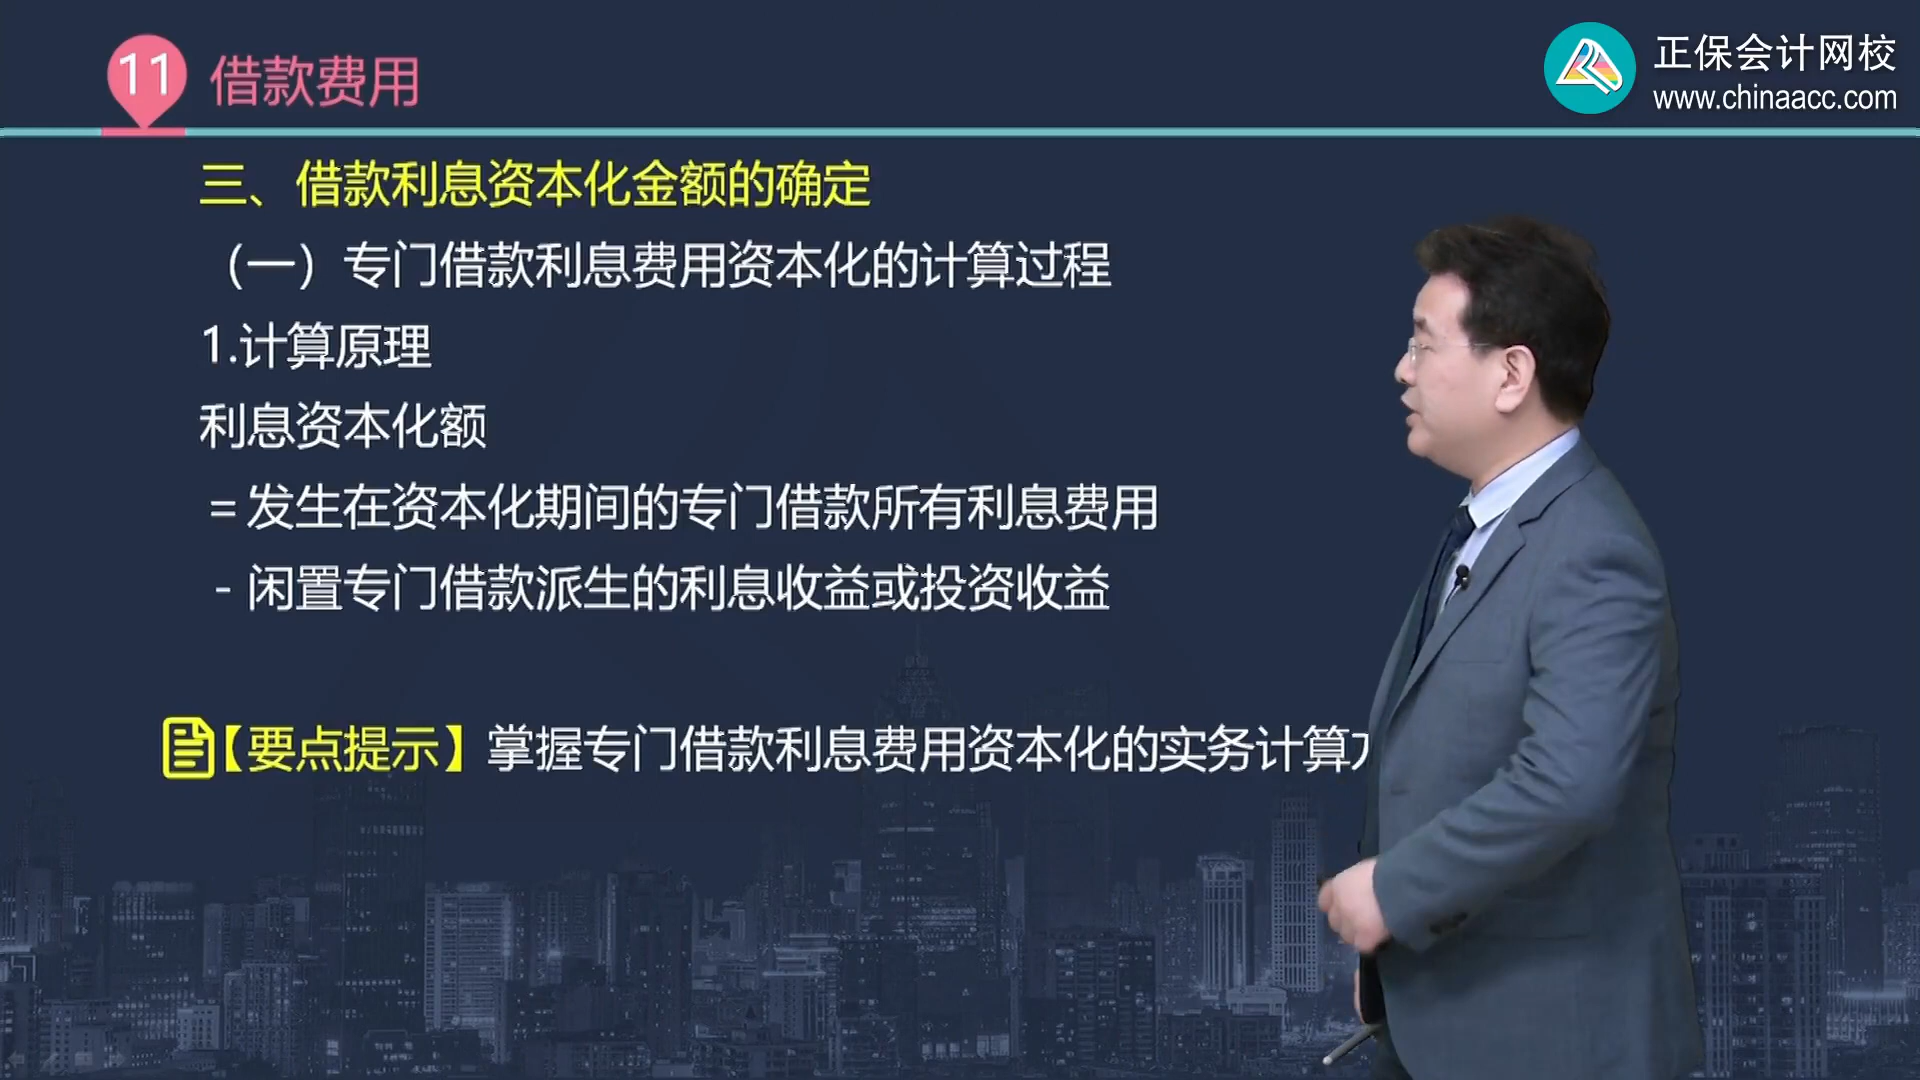 11 借款费用
正保会计网校
www.chinaacc.com
三、借款利息资本化金额的确定
（一）专门借款利息费用资本化的计算过程
1.计算原理
利息资本化额
＝发生在资本化期间的专门借款所有利息费用
－闲置专门借款派生的利息收益或投资收益
【要点提示】掌握专门借款利息费用资本化的实务计算